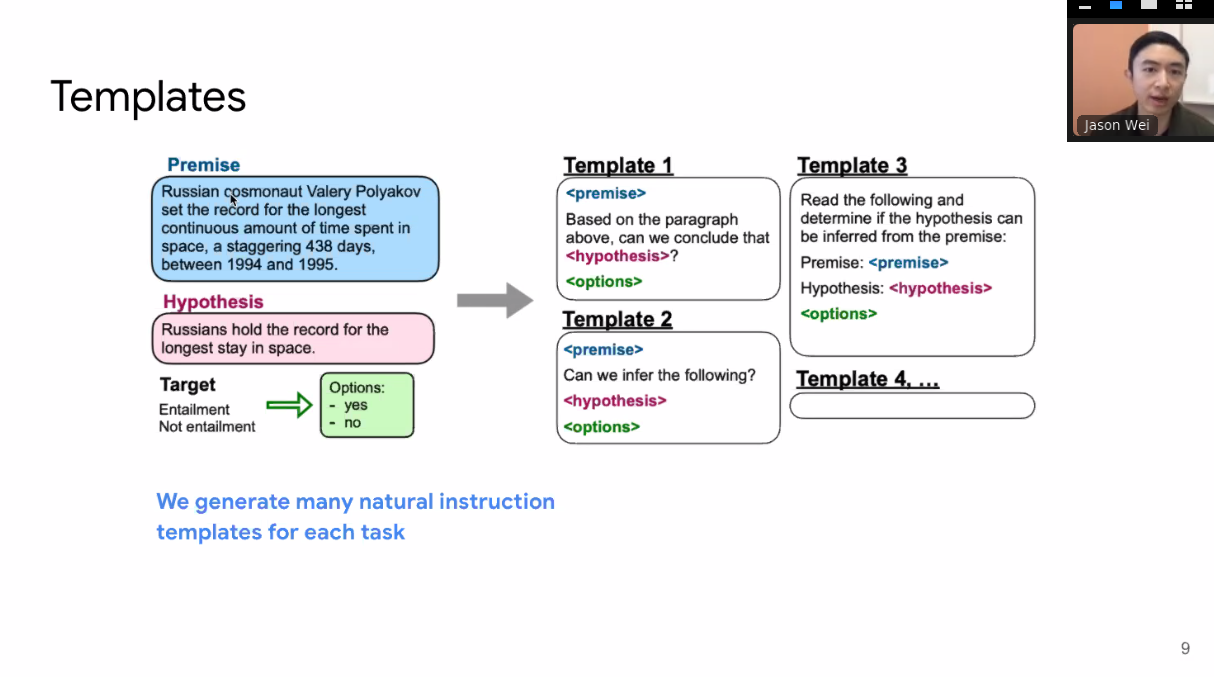 Templates
Jason Wei
Premise
Russian cosmonaut Valery Polyakov
set the record for the longest
continuous amount of time spent in
space, a staggering 438 days,
between 1994 and 1995.
Hypothesis
Russians hold the record for the
longest stay in space.
Target
Entailment
Not entailment
Options:
- yes
- no
Template 1
<premise>
Based on the paragraph
above, can we conclude that
<hypothesis>?
<options>
Template 2
<premise>
Can we infer the following?
<hypothesis>
<options>
Template 3
Read the following and
determine if the hypothesis can
be inferred from the premise:
Premise: <premise>
Hypothesis: <hypothesis>
<options>
Template 4, ...
We generate many natural instruction
templates for each task
9